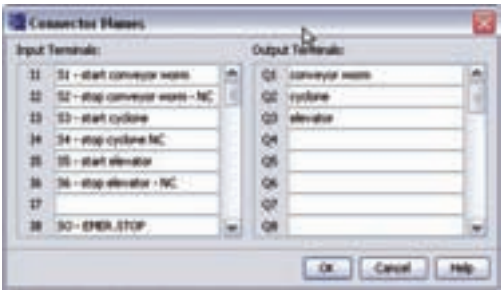 Connector Names
Input Terminals:
Output Terminals:
I1 S1 - start conveyor worm
I2 S2 - stop conveyor worm - NC
I3 S3 - start cyclone
I4 S4 - stop cyclone NC
I5 S5 - start elevator
I6 S6 - stop elevator - NC
I7
I8 SO - EMER.STOP
Q1 conveyor worm
Q2 cyclone
Q3 elevator
Q4
Q5
Q6
Q7
Q8
OK Cancel Help